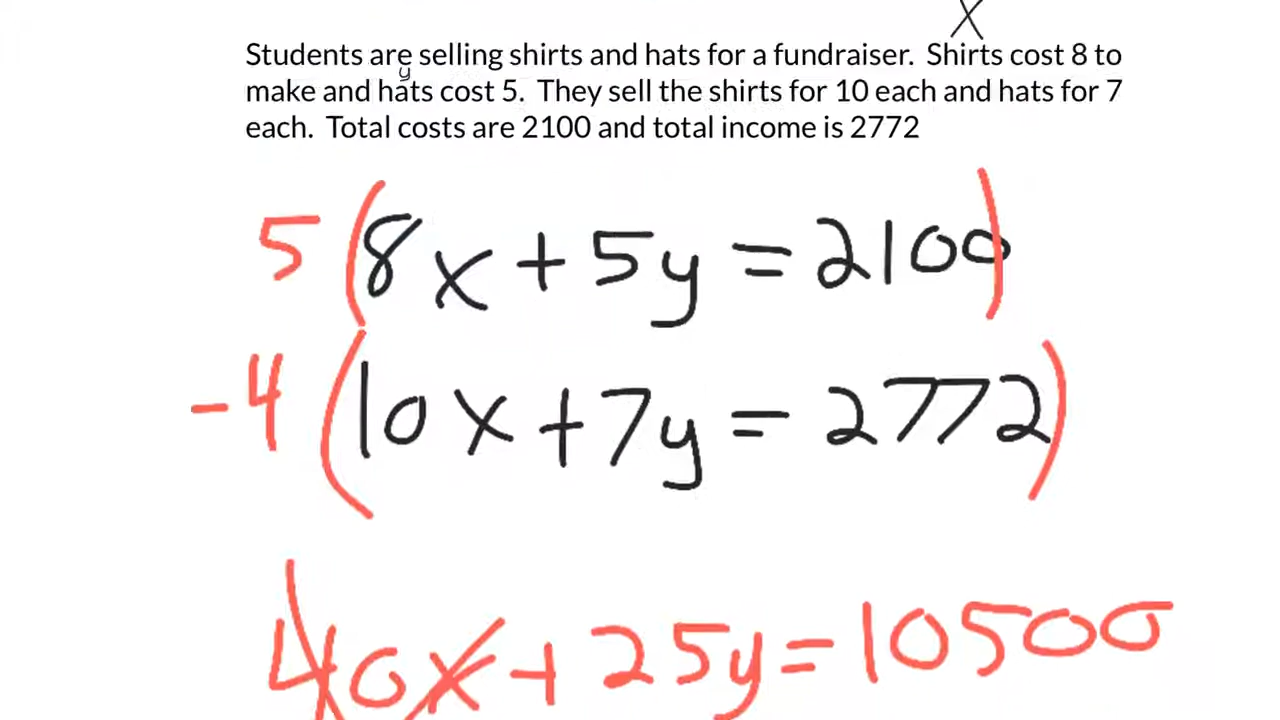 x
Students are selling shirts and hats for a fundraiser. Shirts cost 8 to
y
make and hats cost 5. They sell the shirts for 10 each and hats for 7
each. Total costs are 2100 and total income is 2772
5 (8x+5y=2100)
-4 (10x+7y=2772)
40x+25y=10500